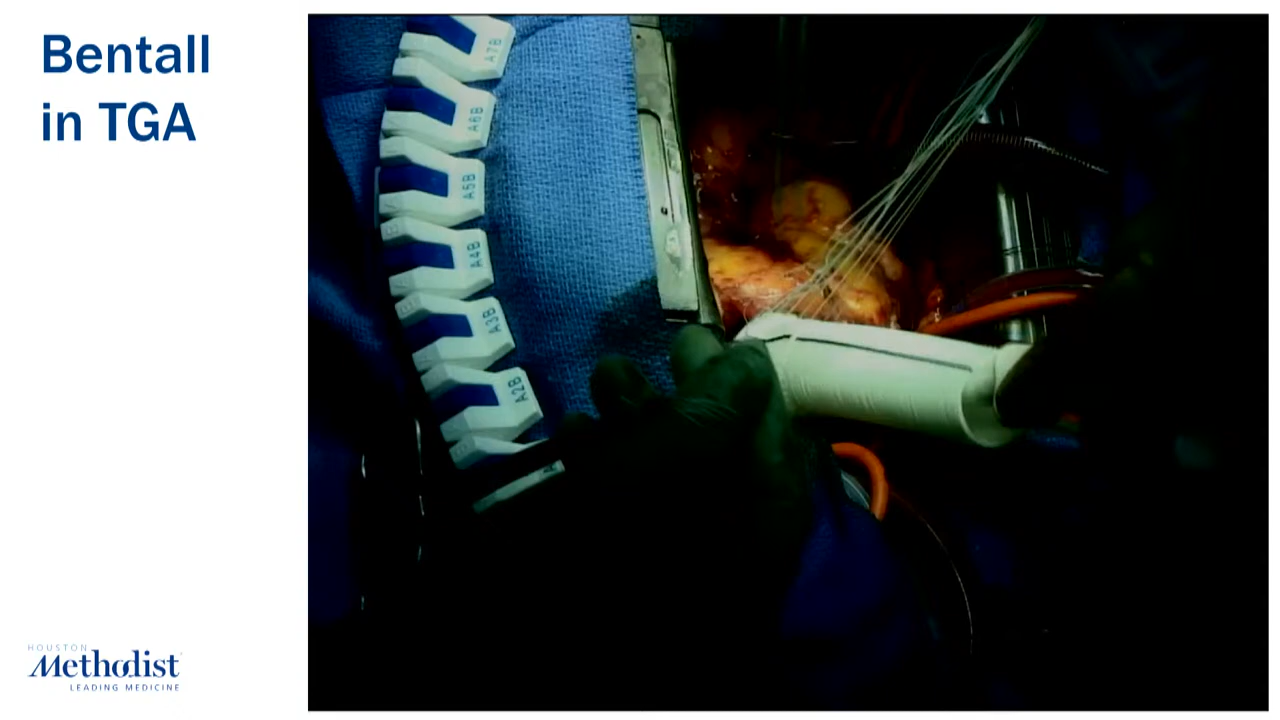 Bentall
in TGA
A7B
A6B
A5B
A4B
A3B
A2B
HOUSTON
Methodist
LEADING MEDICINE